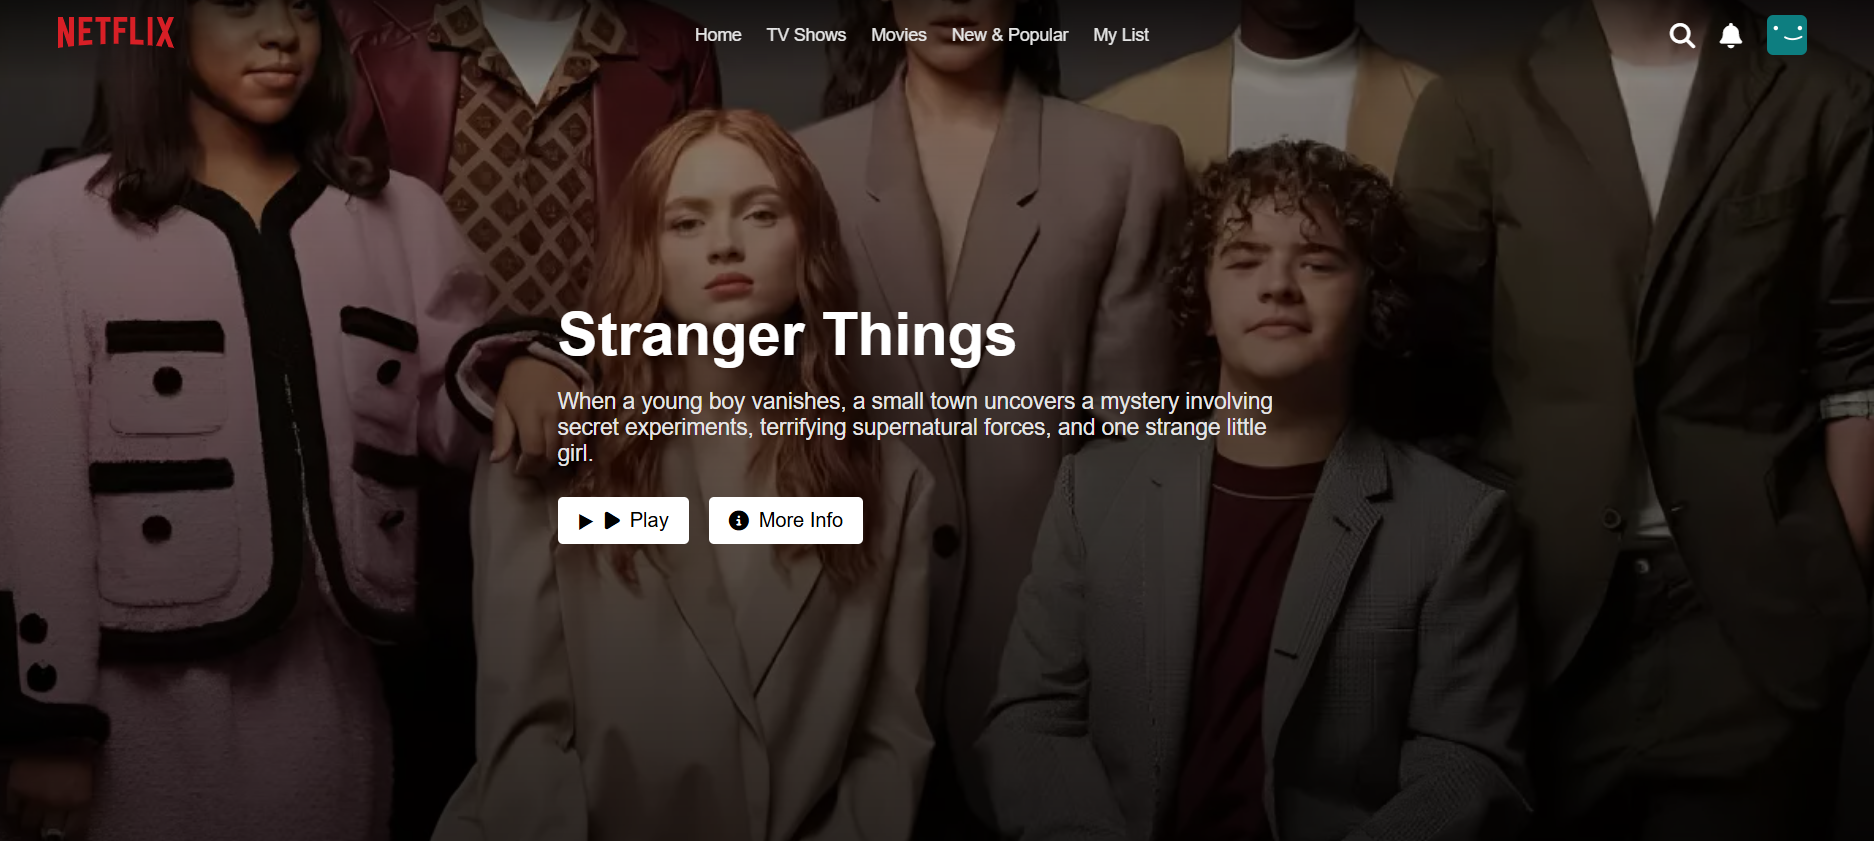 NETFLIX
Home TV Shows Movies New & Popular My List
Stranger Things
When a young boy vanishes, a small town uncovers a mystery involving
secret experiments, terrifying supernatural forces, and one strange little
girl.
Play More Info